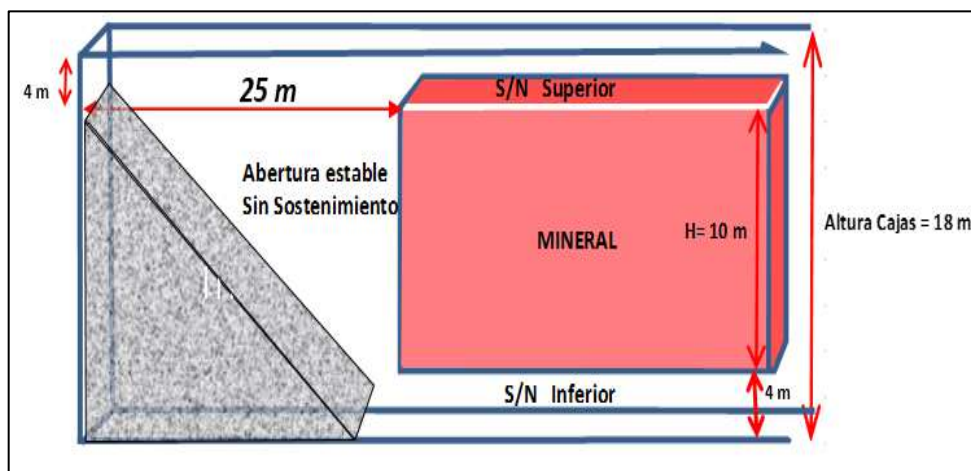 4 m
25 m
S/N Superior
Abertura estable
Sin Sostenimiento
MINERAL
H= 10 m
Altura Cajas = 18 m
S/N Inferior
4 m